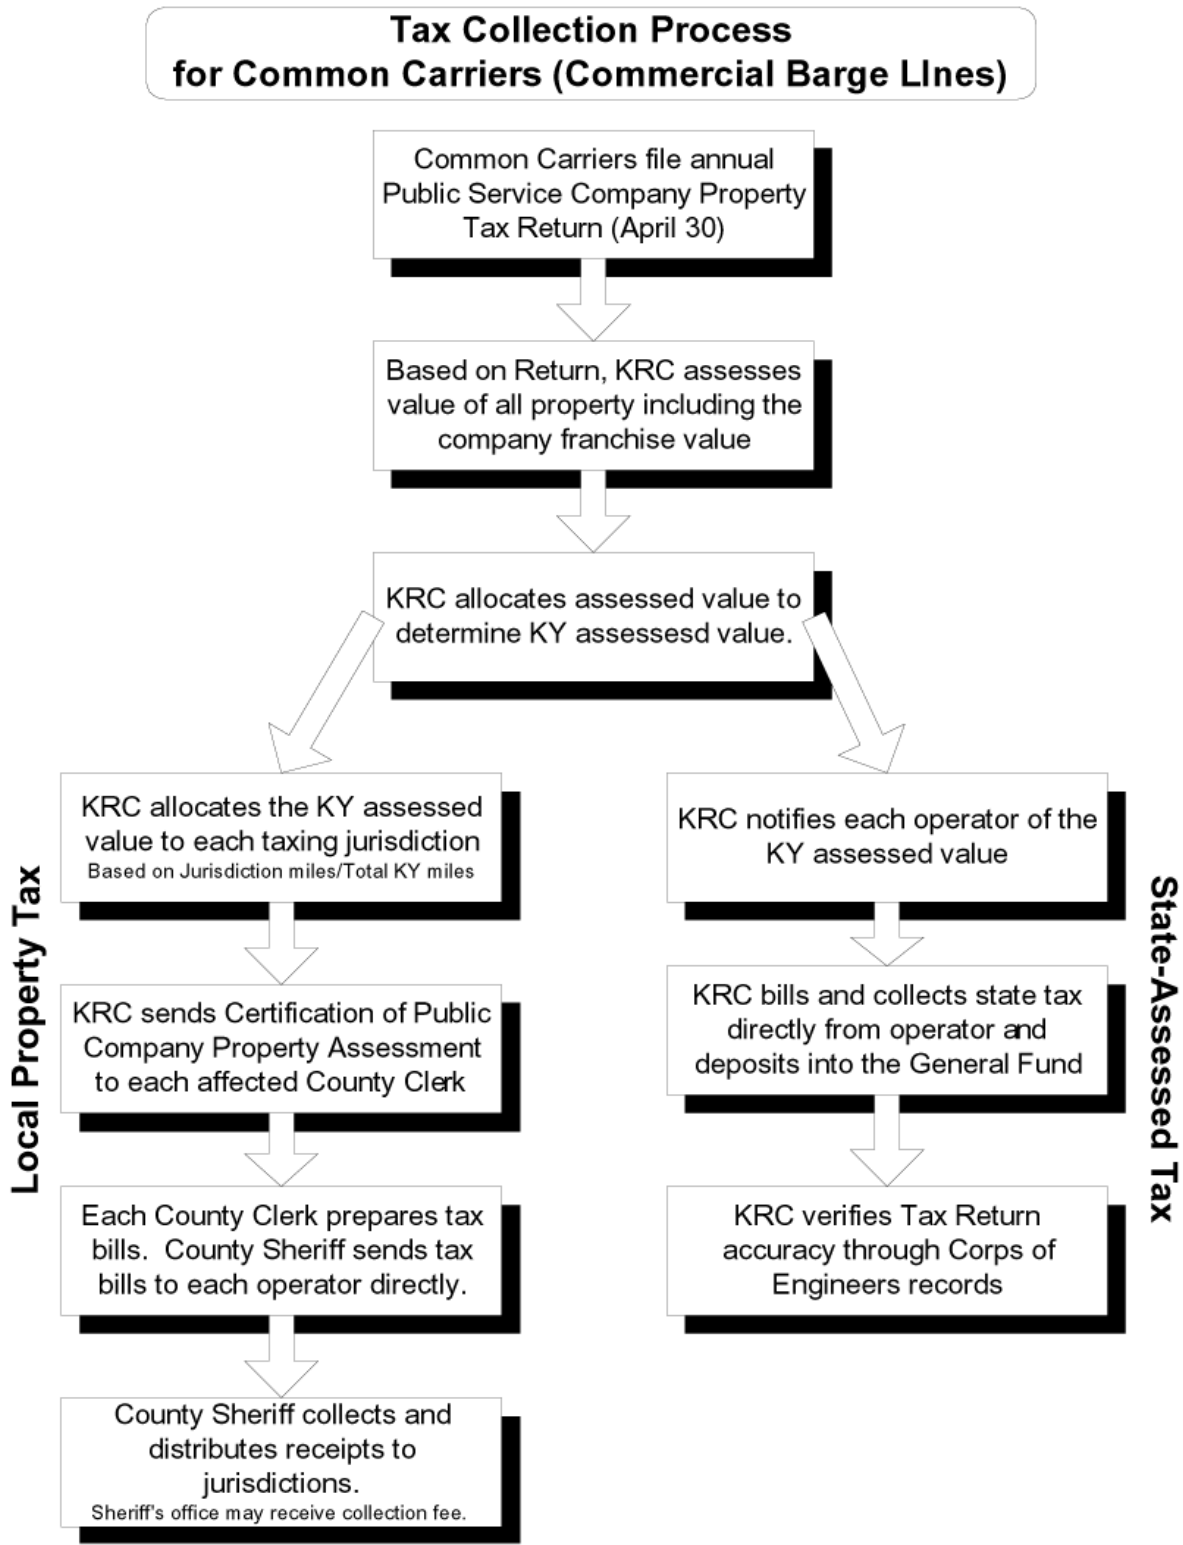 Tax Collection Process
for Common Carriers (Commercial Barge LInes)
Common Carriers file annual
Public Service Company Property
Tax Return (April 30)
Based on Return, KRC assesses
value of all property including the
company franchise value
KRC allocates assessed value to
determine KY assessesd value.
Local Property Tax
KRC allocates the KY assessed
value to each taxing jurisdiction
Based on Jurisdiction miles/Total KY miles
KRC sends Certification of Public
Company Property Assessment
to each affected County Clerk
Each County Clerk prepares tax
bills.  County Sheriff sends tax
bills to each operator directly.
County Sheriff collects and
distributes receipts to
jurisdictions.
Sheriff's office may receive collection fee.
State-Assessed Tax
KRC notifies each operator of the
KY assessed value
KRC bills and collects state tax
directly from operator and
deposits into the General Fund
KRC verifies Tax Return
accuracy through Corps of
Engineers records